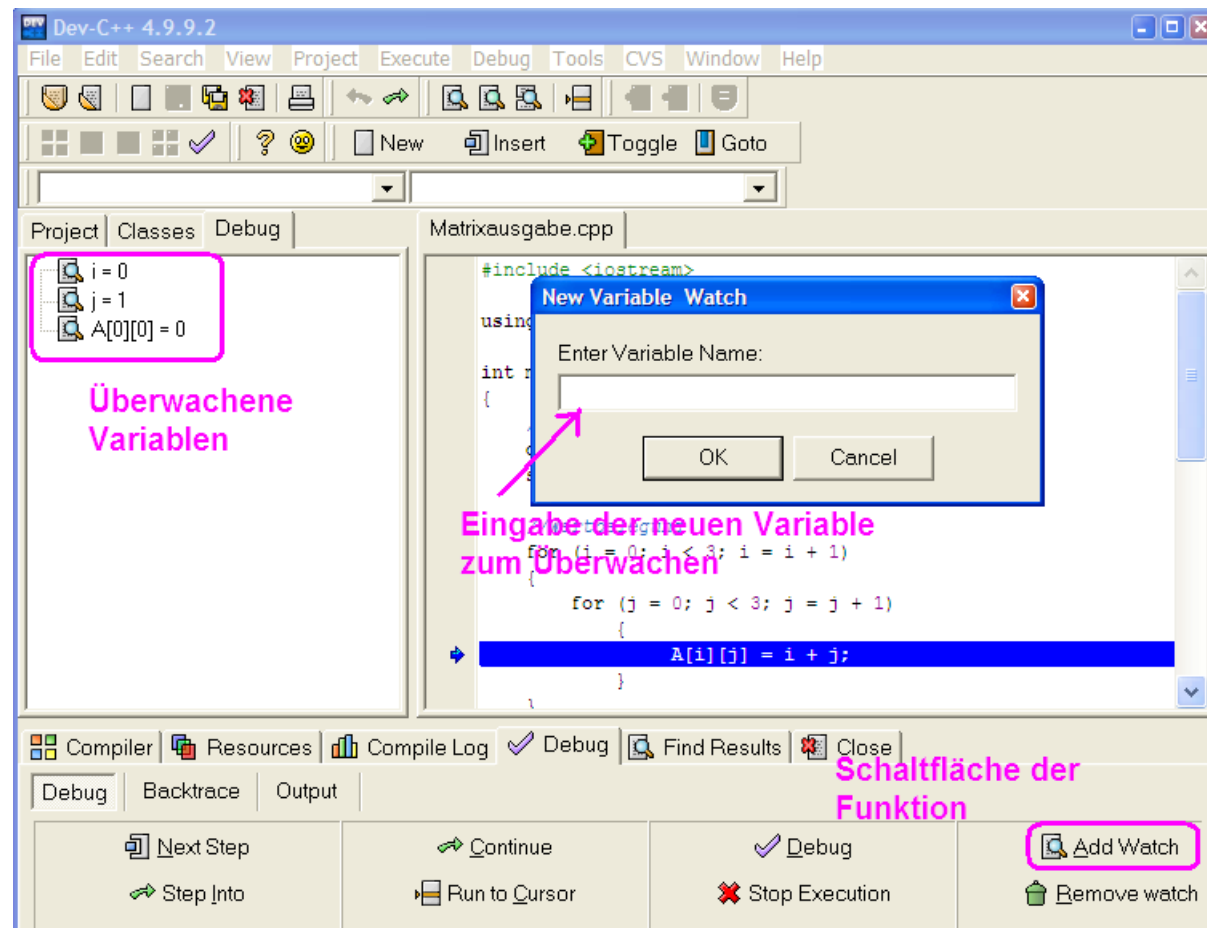 Dev-C++ 4.9.9.2
File Edit Search View Project Execute Debug Tools CVS Window Help
New Insert Toggle Goto
Project Classes Debug
Matrixausgabe.cpp
i = 0
j = 1
A[0][0] = 0
Überwachene
Variablen
#include <iostream>
using
int
{
New Variable Watch
Enter Variable Name:
OK Cancel
Eingabe der neuen Variable
zum Überwachen
for (i = 0; i < 3; i = i + 1)
{
for (j = 0; j < 3; j = j + 1)
{
A[i][j] = i + j;
}
}
Compiler Resources Compile Log Debug Find Results Close
Schaltfläche der
Funktion
Debug Backtrace Output
Next Step Continue Debug Add Watch
Step Into Run to Cursor Stop Execution Remove watch